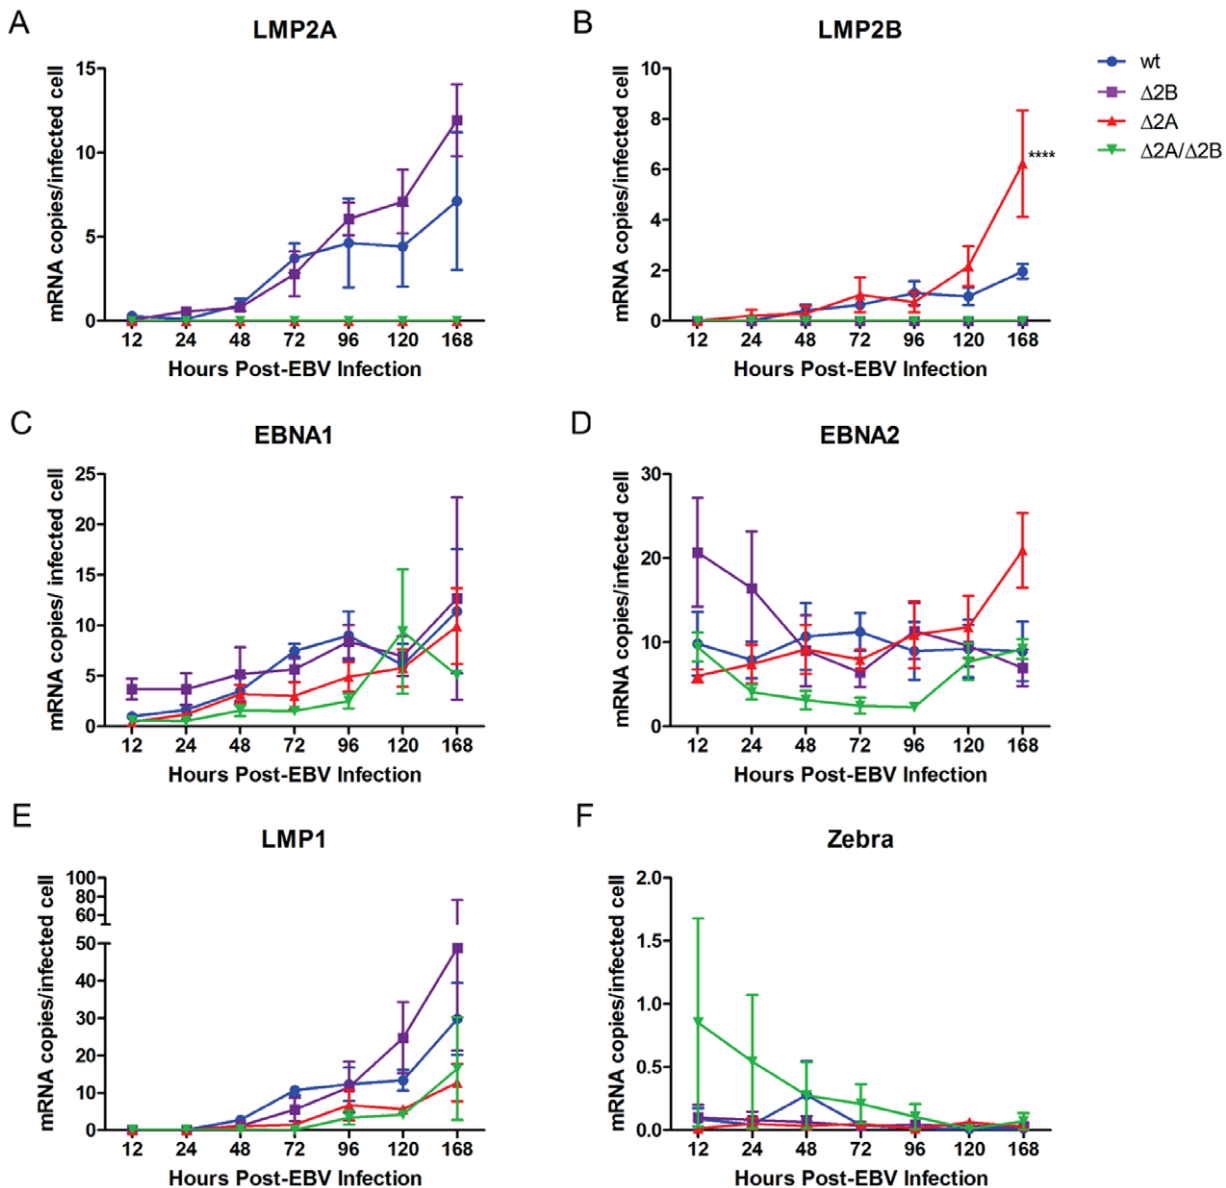 A
LMP2A
mRNA copies/infected cell
15
10
5
0
12 24 48 72 96 120 168
Hours Post-EBV Infection
B
LMP2B
mRNA copies/infected cell
10
8
6
4
2
0
****
12 24 48 72 96 120 168
Hours Post-EBV Infection
wt
Δ2B
Δ2A
Δ2A/Δ2B
C
EBNA1
mRNA copies/ infected cell
25
20
15
10
5
0
12 24 48 72 96 120 168
Hours Post-EBV Infection
D
EBNA2
mRNA copies/infected cell
30
20
10
0
12 24 48 72 96 120 168
Hours Post-EBV Infection
E
LMP1
mRNA copies/infected cell
100
80
60
50
40
30
20
10
0
12 24 48 72 96 120 168
Hours Post-EBV Infection
F
Zebra
mRNA copies/infected cell
2.0
1.5
1.0
0.5
0.0
12 24 48 72 96 120 168
Hours Post-EBV Infection